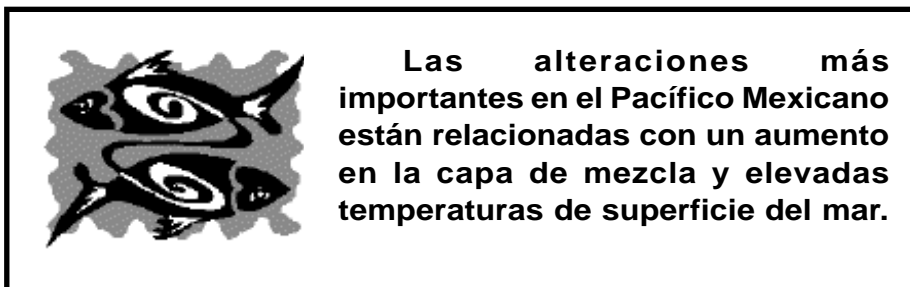 Las alteraciones más
importantes en el Pacífico Mexicano
están relacionadas con un aumento
en la capa de mezcla y elevadas
temperaturas de superficie del mar.